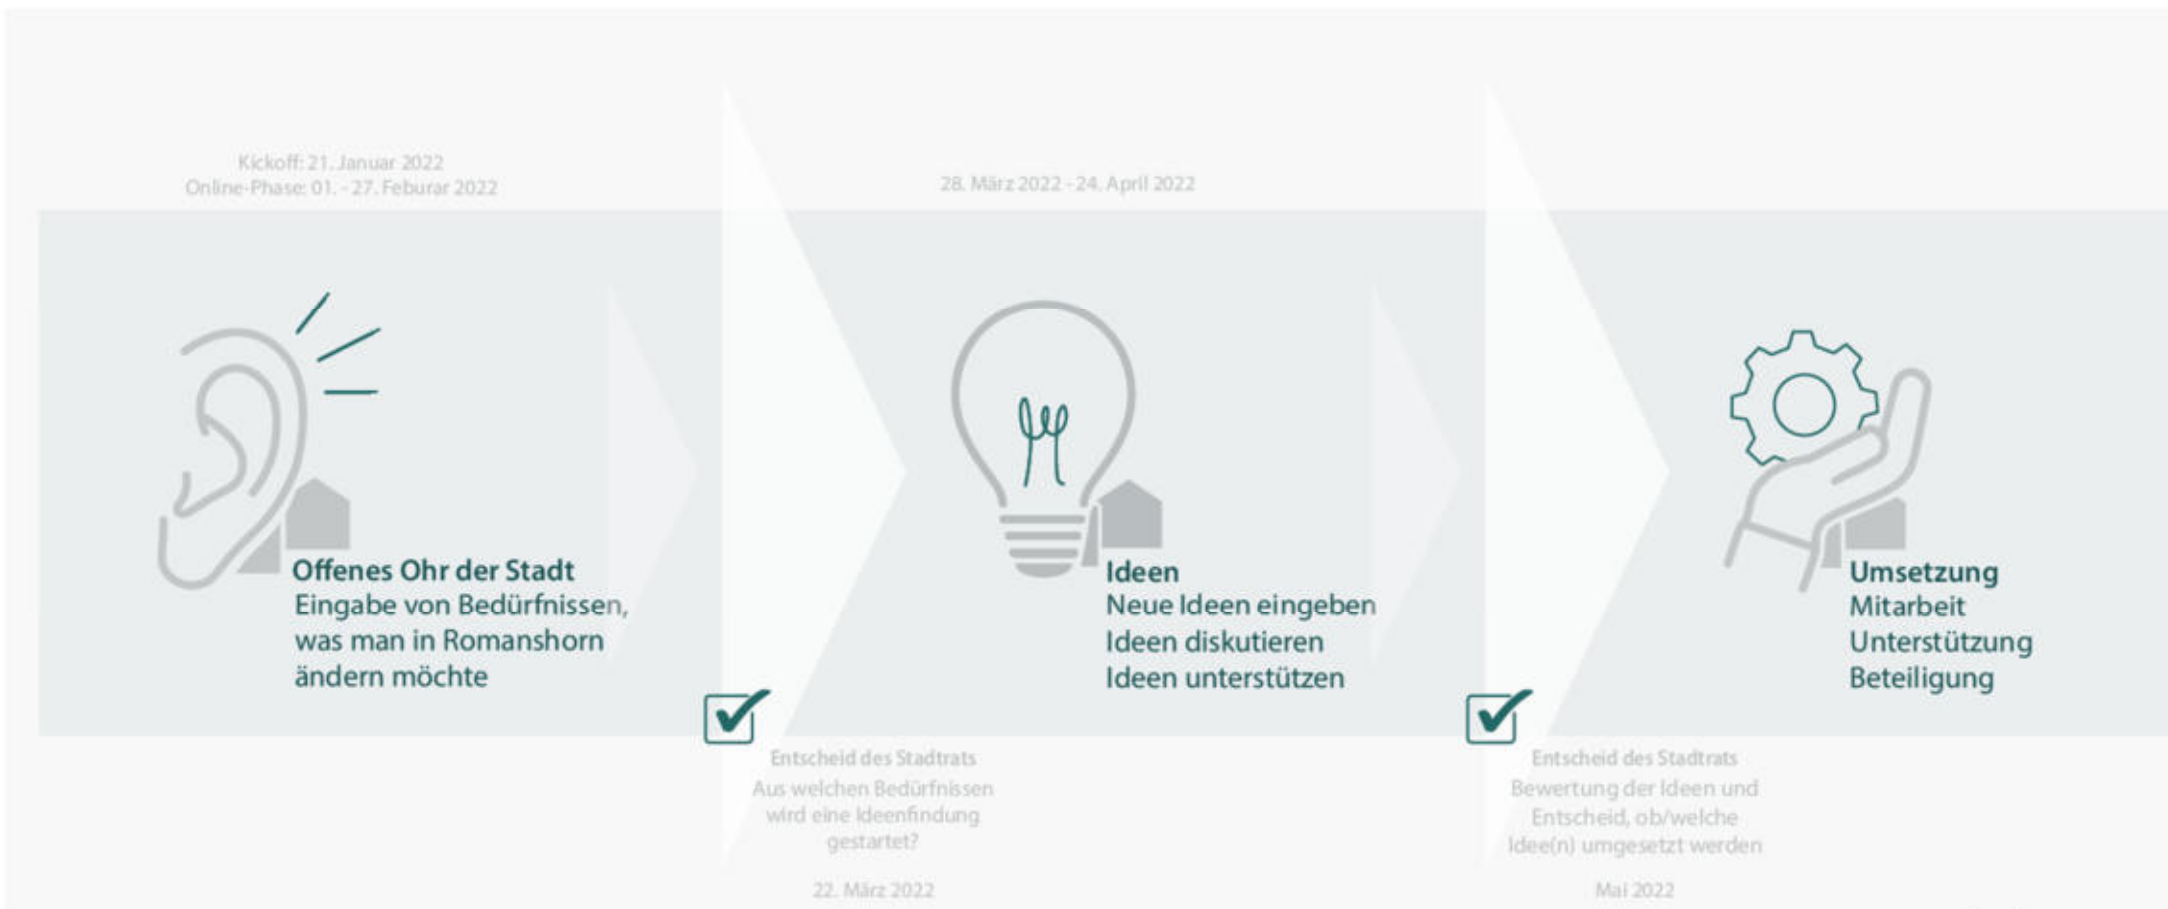 Kickoff: 21. Januar 2022
Online-Phase: 01. - 27. Feburar 2022
28. März 2022 - 24. April 2022
Offenes Ohr der Stadt
Eingabe von Bedürfnissen,
was man in Romanshorn
ändern möchte
Ideen
Neue Ideen eingeben
Ideen diskutieren
Ideen unterstützen
Umsetzung
Mitarbeit
Unterstützung
Beteiligung
Entscheid des Stadtrats
Aus welchen Bedürfnissen
wird eine Ideenfindung
gestartet?
22. März 2022
Entscheid des Stadtrats
Bewertung der Ideen und
Entscheid, ob/welche
Idee(n) umgesetzt werden
Mai 2022